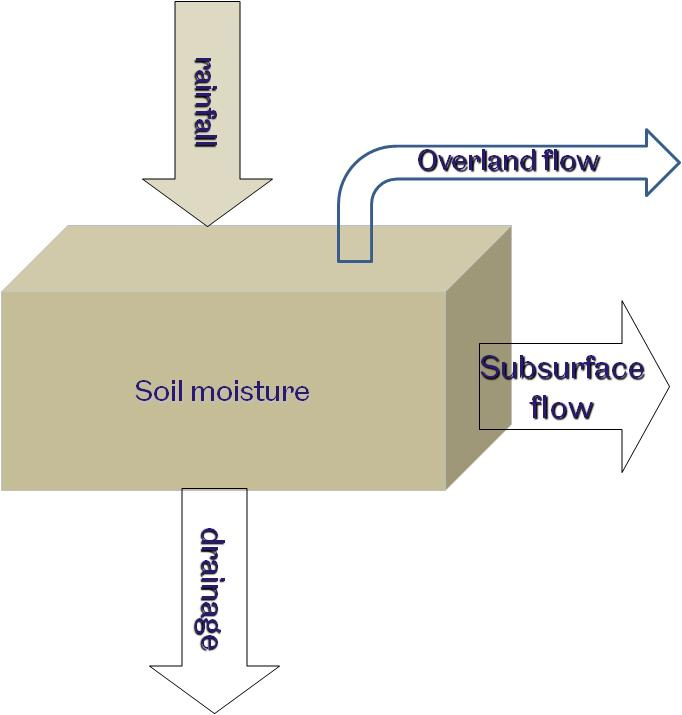 rainfall
Overland flow
Soil moisture
Subsurface
flow
drainage